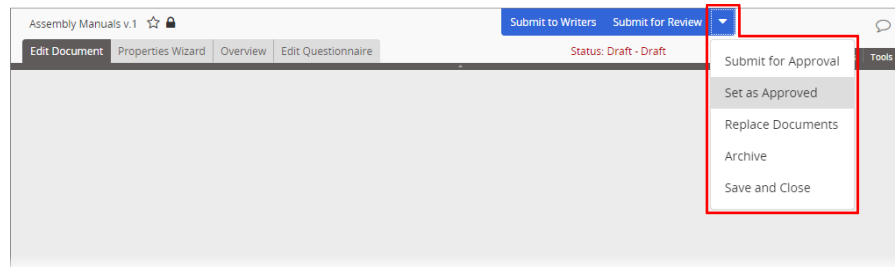 Assembly Manuals v.1
Submit to Writers Submit for Review
Edit Document Properties Wizard Overview Edit Questionnaire
Status: Draft - Draft
Tools
Submit for Approval
Set as Approved
Replace Documents
Archive
Save and Close